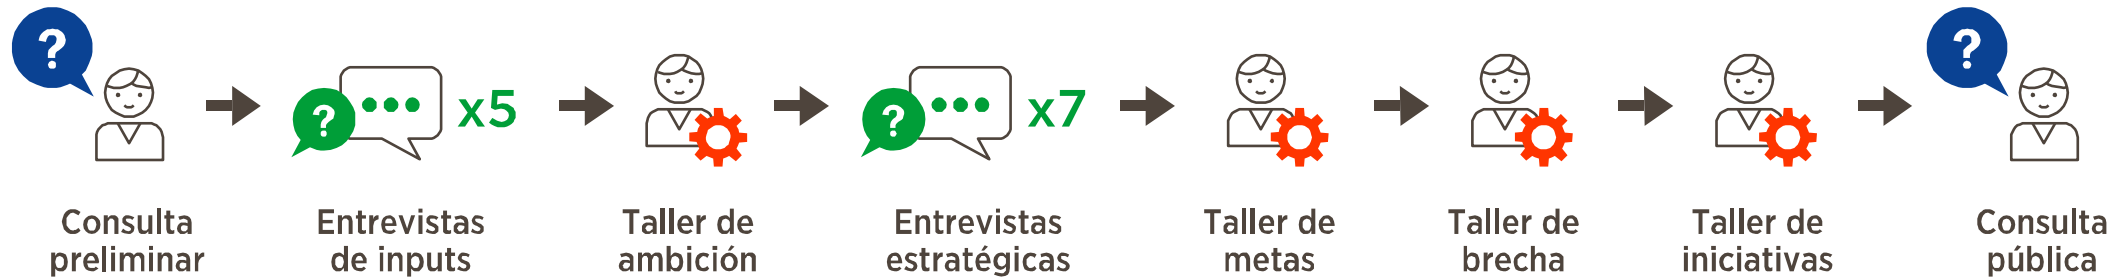 ?
Consulta
preliminar
?
x5
Entrevistas
de inputs
Taller de
ambición
?
x7
Entrevistas
estratégicas
Taller de
metas
Taller de
brecha
Taller de
iniciativas
?
Consulta
pública